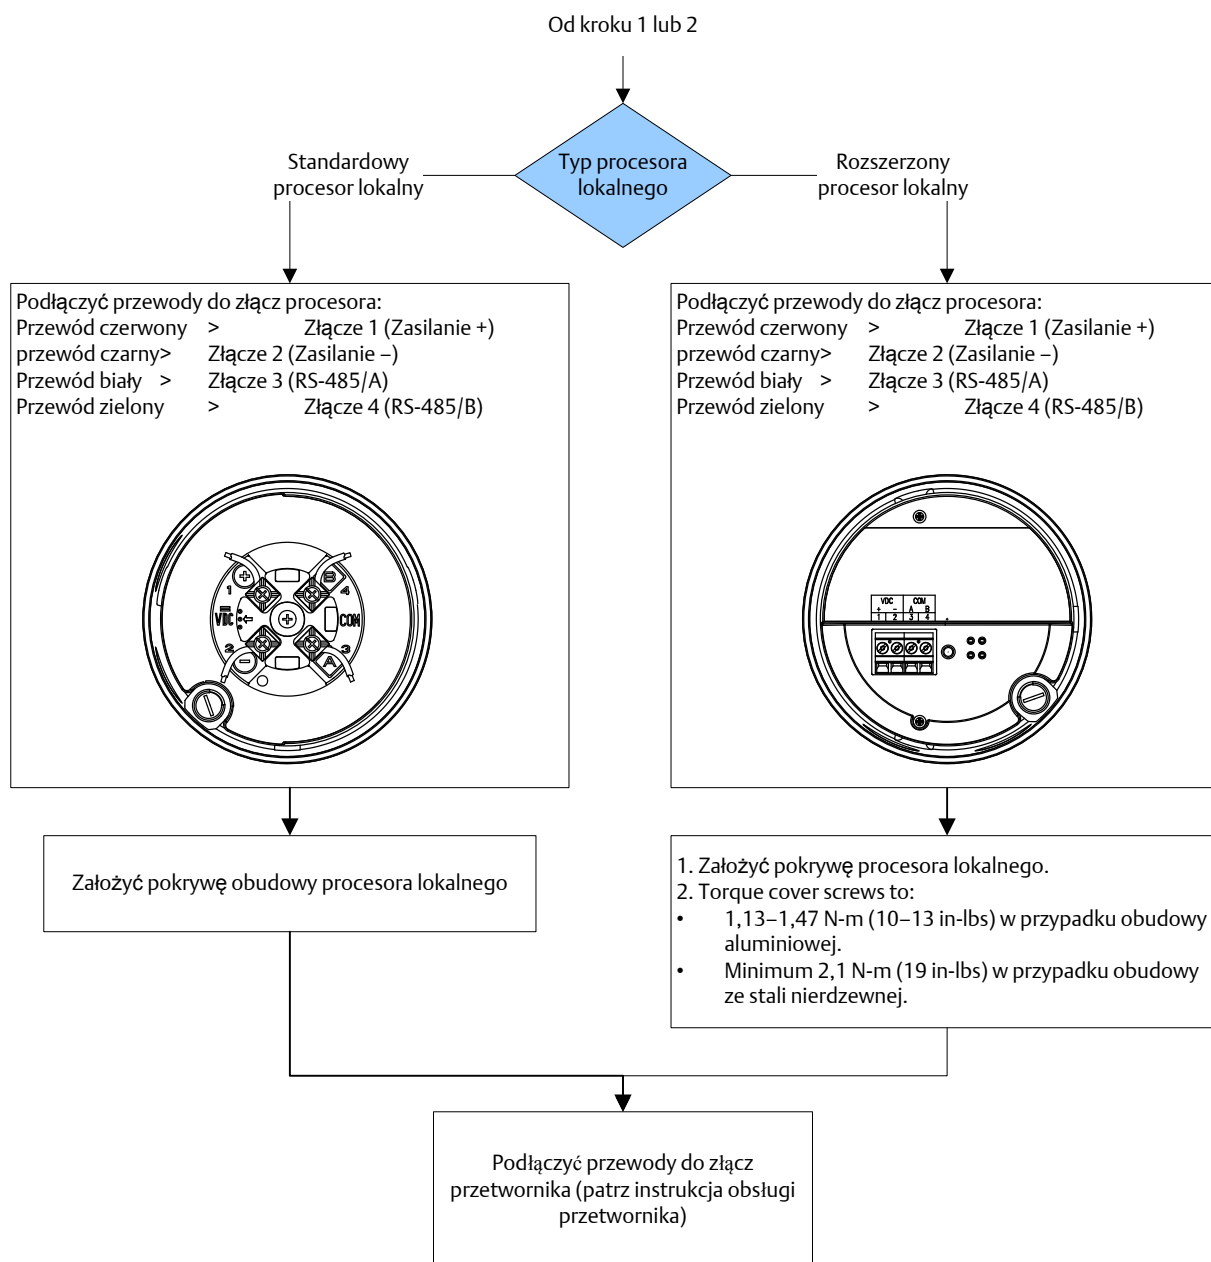 Od kroku 1 lub 2
Typ procesora
lokalnego
Standardowy
procesor lokalny
Rozszerzony
procesor lokalny
Podłączyć przewody do złącz procesora:
Przewód czerwony > Złącze 1 (Zasilanie +)
przewód czarny> Złącze 2 (Zasilanie –)
Przewód biały > Złącze 3 (RS-485/A)
Przewód zielony > Złącze 4 (RS-485/B)
1
B
4
VDC
COM
2
3
A
Założyć pokrywę obudowy procesora lokalnego
Podłączyć przewody do złącz procesora:
Przewód czerwony > Złącze 1 (Zasilanie +)
przewód czarny> Złącze 2 (Zasilanie –)
Przewód biały > Złącze 3 (RS-485/A)
Przewód zielony > Złącze 4 (RS-485/B)
VDC COM
+ - A B
1 2 3 4
1. Założyć pokrywę procesora lokalnego.
2. Torque cover screws to:
• 1,13–1,47 N-m (10–13 in-lbs) w przypadku obudowy
aluminiowej.
• Minimum 2,1 N-m (19 in-lbs) w przypadku obudowy
ze stali nierdzewnej.
Podłączyć przewody do złącz
przetwornika (patrz instrukcja obsługi
przetwornika)